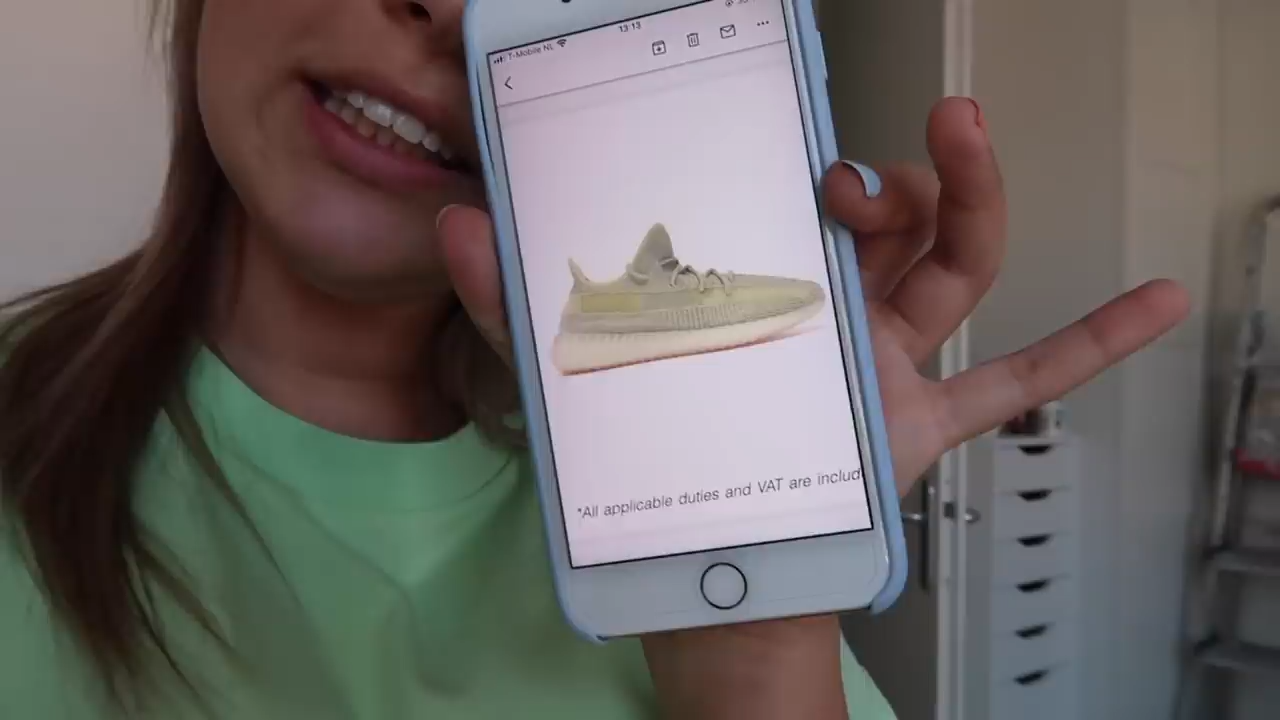 T-Mobile NL 13:13
*All applicable duties and VAT are includ